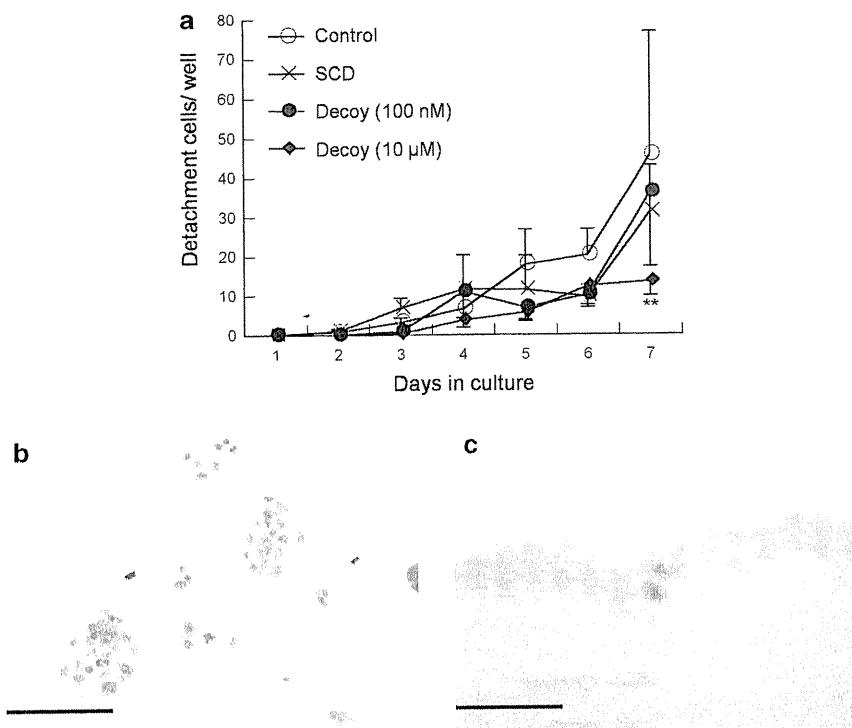 a
Detachment cells/ well
80
70
60
50
40
30
20
10
0
Control
SCD
Decoy (100 nM)
Decoy (10 µM)
**
1 2 3 4 5 6 7
Days in culture
b
c